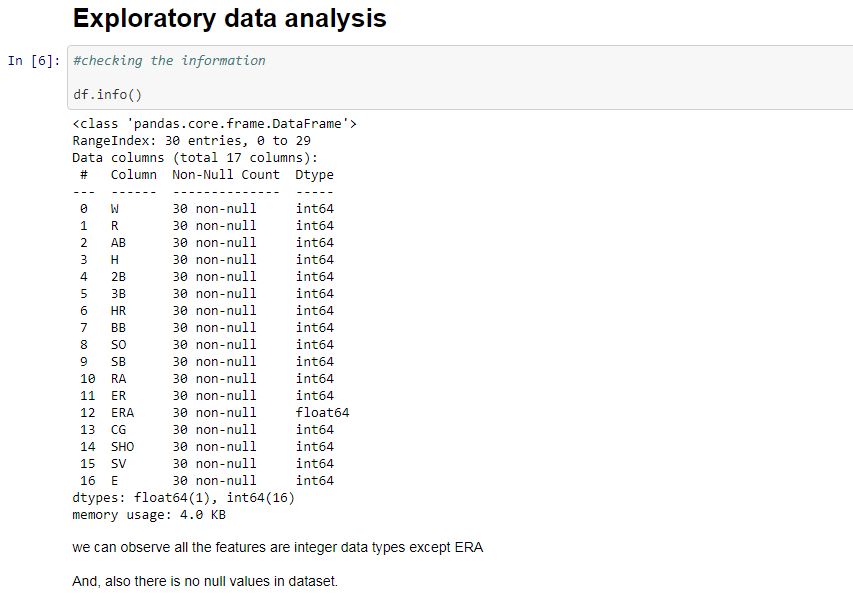 Exploratory data analysis
In [6]: #checking the information
df.info()
<class 'pandas.core.frame.DataFrame'>
RangeIndex: 30 entries, 0 to 29
Data columns (total 17 columns):
 #   Column  Non-Null Count  Dtype
---  ------  --------------  -----
 0   W       30 non-null     int64
 1   R       30 non-null     int64
 2   AB      30 non-null     int64
 3   H       30 non-null     int64
 4   2B      30 non-null     int64
 5   3B      30 non-null     int64
 6   HR      30 non-null     int64
 7   BB      30 non-null     int64
 8   SO      30 non-null     int64
 9   SB      30 non-null     int64
 10  RA      30 non-null     int64
 11  ER      30 non-null     int64
 12  ERA     30 non-null     float64
 13  CG      30 non-null     int64
 14  SHO     30 non-null     int64
 15  SV      30 non-null     int64
 16  E       30 non-null     int64
dtypes: float64(1), int64(16)
memory usage: 4.0 KB
we can observe all the features are integer data types except ERA
And, also there is no null values in dataset.